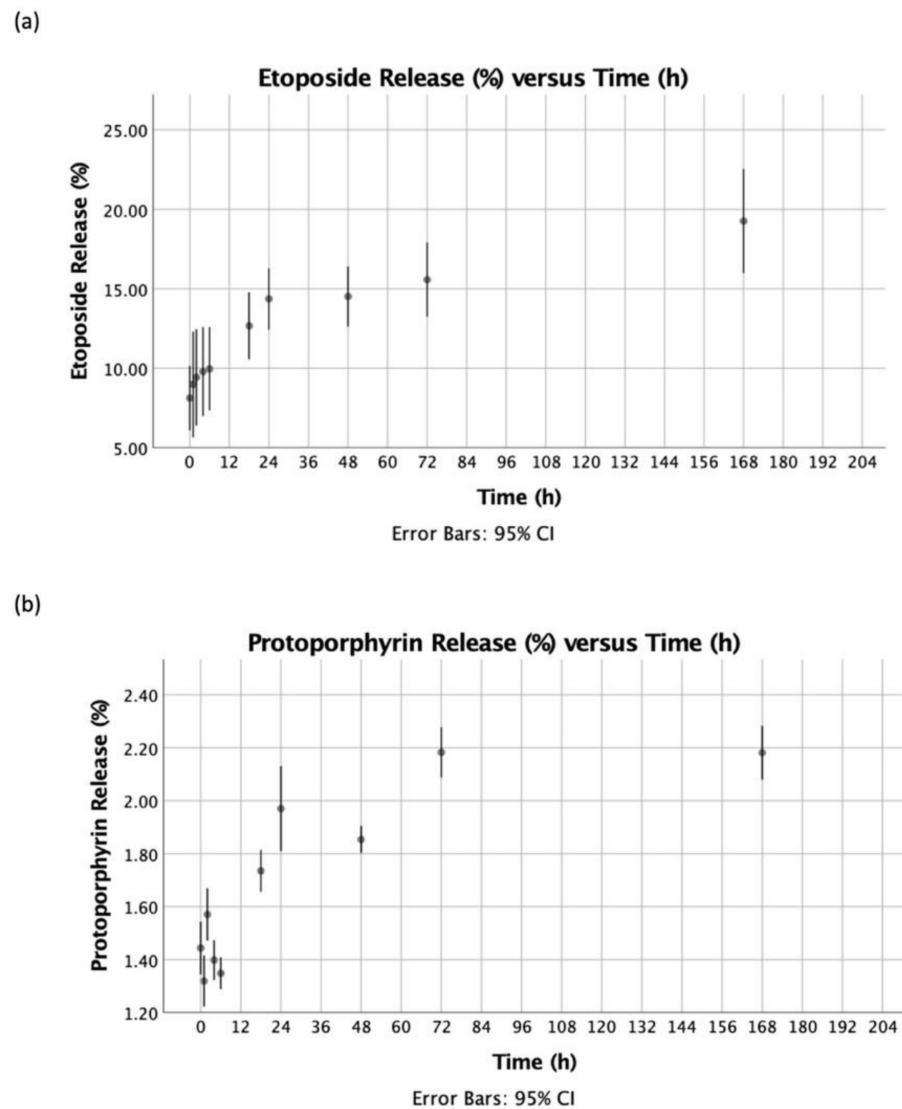 (a)
Etoposide Release (%) versus Time (h)
Etoposide Release (%)
25.00
20.00
15.00
10.00
5.00
0 12 24 36 48 60 72 84 96 108 120 132 144 156 168 180 192 204
Time (h)
Error Bars: 95% CI
(b)
Protoporphyrin Release (%) versus Time (h)
Protoporphyrin Release (%)
2.40
2.20
2.00
1.80
1.60
1.40
1.20
0 12 24 36 48 60 72 84 96 108 120 132 144 156 168 180 192 204
Time (h)
Error Bars: 95% CI